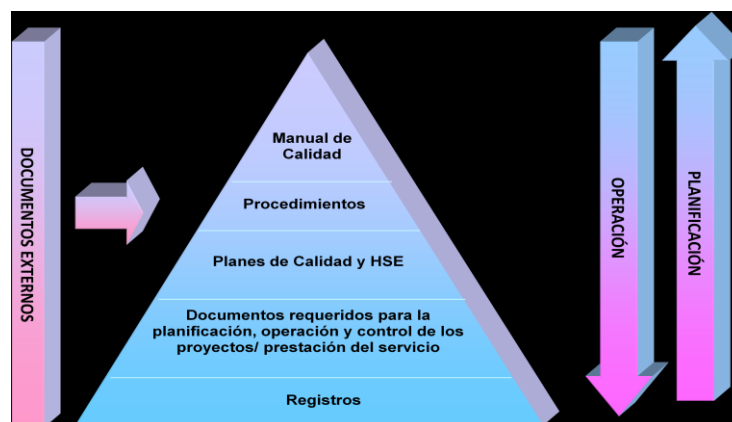 DOCUMENTOS EXTERNOS
Manual de
Calidad
Procedimientos
Planes de Calidad y HSE
Documentos requeridos para la
planificación, operación y control de los
proyectos/ prestación del servicio
Registros
OPERACIÓN
PLANIFICACIÓN